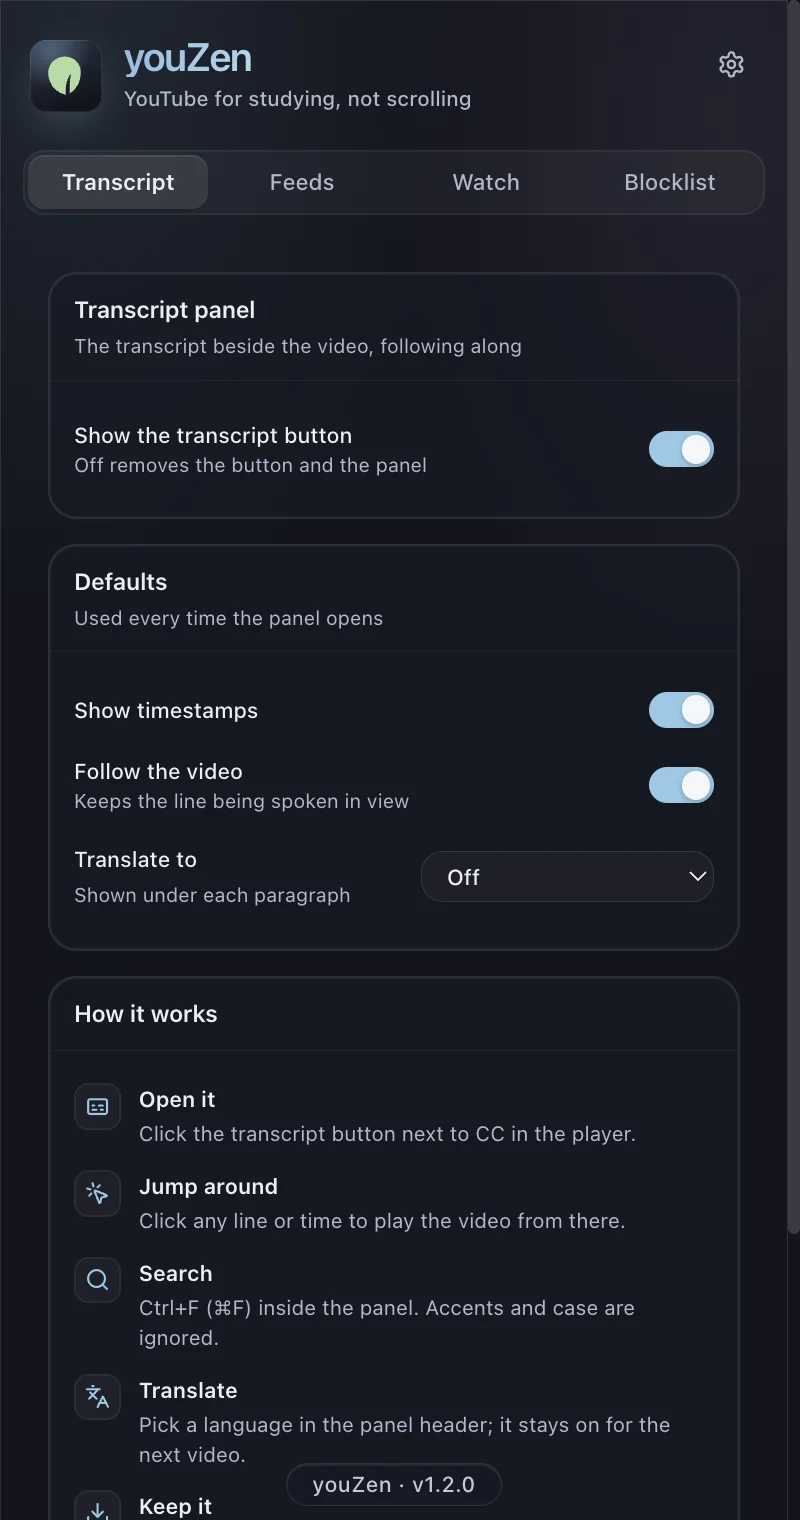 youZen
YouTube for studying, not scrolling
Transcript
Feeds
Watch
Blocklist
Transcript panel
The transcript beside the video, following along
Show the transcript button
Off removes the button and the panel
Defaults
Used every time the panel opens
Show timestamps
Follow the video
Keeps the line being spoken in view
Translate to
Shown under each paragraph
Off
How it works
Open it
Click the transcript button next to CC in the player.
Jump around
Click any line or time to play the video from there.
Search
Ctrl+F (⌘F) inside the panel. Accents and case are
ignored.
Translate
Pick a language in the panel header; it stays on for the
next video.
youZen · v1.2.0
Keep it